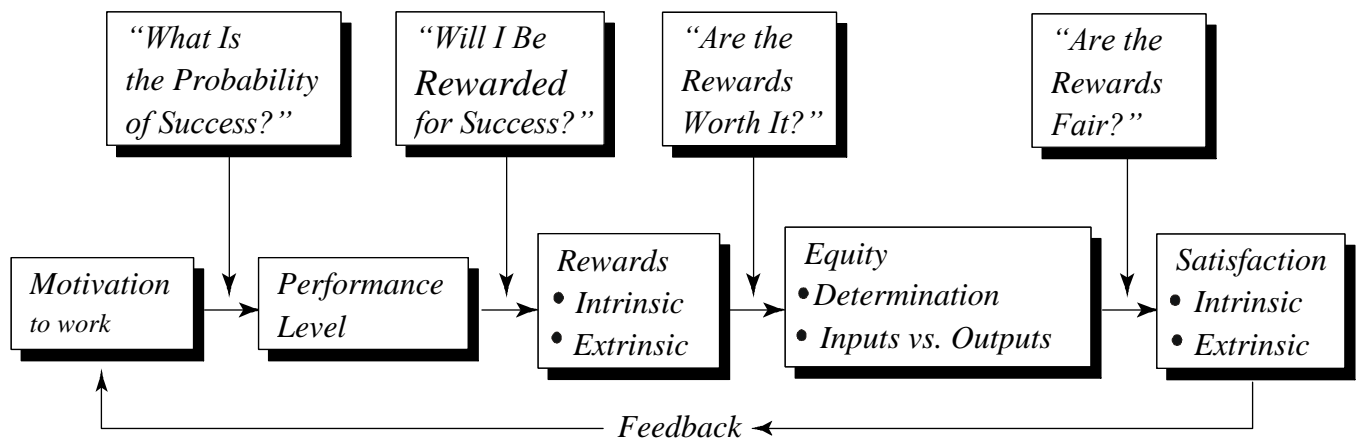 “What Is
the Probability
of Success?”
“Will I Be
Rewarded
for Success?”
“Are the
Rewards
Worth It?”
“Are the
Rewards
Fair?”
Motivation
to work
Performance
Level
Rewards
• Intrinsic
• Extrinsic
Equity
• Determination
• Inputs vs. Outputs
Satisfaction
• Intrinsic
• Extrinsic
Feedback